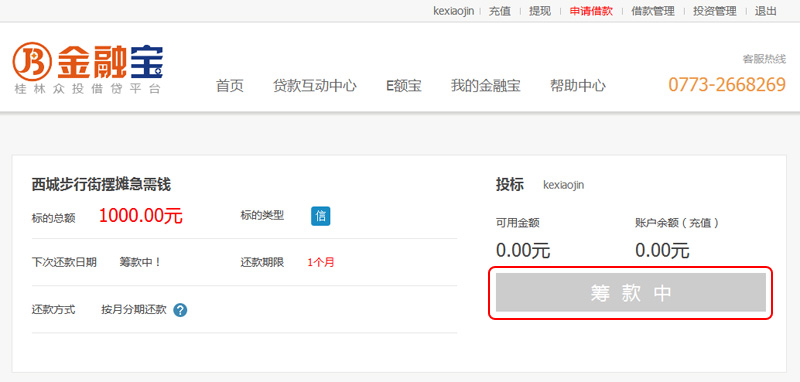 kexiaojin 充值 提现 申请借款 借款管理 投资管理 退出
金融宝
桂林众投借贷平台
首页 贷款互动中心 E额宝 我的金融宝 帮助中心
客服热线
0773-2668269
西城步行街摆摊急需钱
标的总额 1000.00元 标的类型 信
下次还款日期 筹款中！ 还款期限 1个月
还款方式 按月分期还款 ?
投标 kexiaojin
可用金额 账户余额（充值）
0.00元 0.00元
筹款中